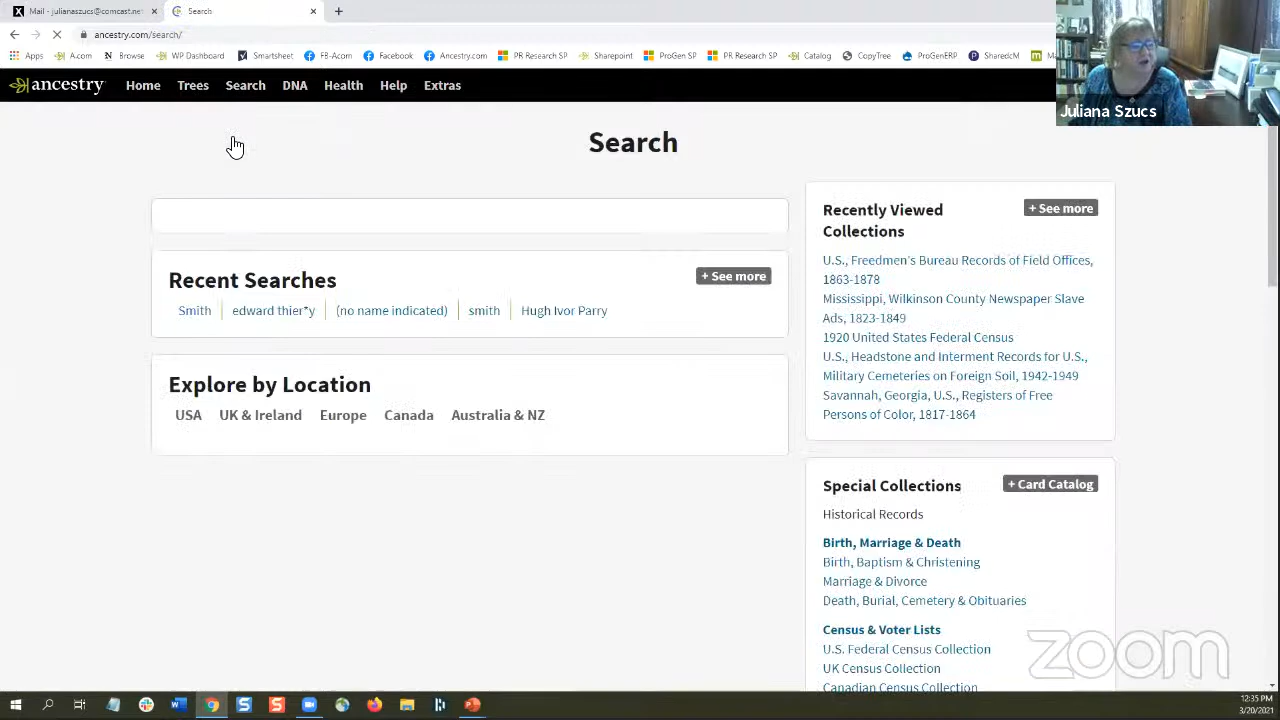 Mail - julianaszucs@comcast.ne
Search
ancestry.com/search/
Apps
A.com
Browse
WP Dashboard
Smartsheet
FB-Acom
Facebook
Ancestry.com
PR Research SP
Sharepoint
ProGen SP
PR Research SP
Catalog
CopyTree
ProGenERP
SharedcM
ancestry
Home Trees Search DNA Health Help Extras
Juliana Szucs
Search
Recent Searches
+ See more
Smith
edward thier*y
(no name indicated)
smith
Hugh Ivor Parry
Explore by Location
USA UK & Ireland Europe Canada Australia & NZ
Recently Viewed
Collections
+ See more
U.S., Freedmen's Bureau Records of Field Offices,
1863-1878
Mississippi, Wilkinson County Newspaper Slave
Ads, 1823-1849
1920 United States Federal Census
U.S., Headstone and Interment Records for U.S.,
Military Cemeteries on Foreign Soil, 1942-1949
Savannah, Georgia, U.S., Registers of Free
Persons of Color, 1817-1864
Special Collections
+ Card Catalog
Historical Records
Birth, Marriage & Death
Birth, Baptism & Christening
Marriage & Divorce
Death, Burial, Cemetery & Obituaries
Census & Voter Lists
U.S. Federal Census Collection
UK Census Collection
Canadian Census Collection
zoom
12:35 PM
3/20/2021